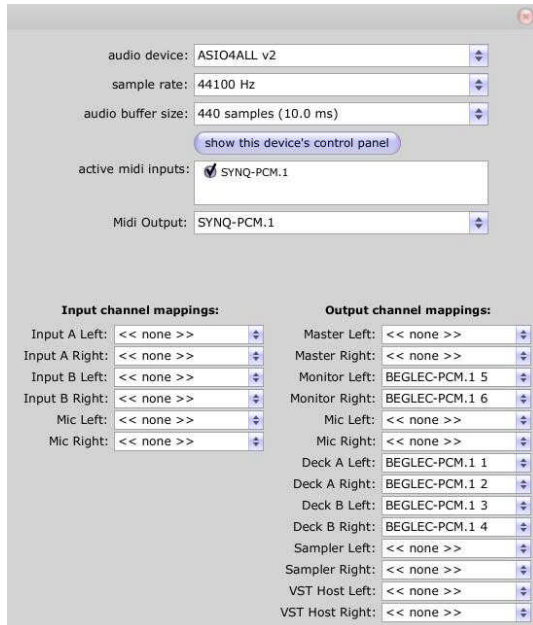 audio device: ASIO4ALL v2
sample rate: 44100 Hz
audio buffer size: 440 samples (10.0 ms)
show this device's control panel
active midi inputs: SYNQ-PCM.1
Midi Output: SYNQ-PCM.1
Input channel mappings:
Input A Left: << none >>
Input A Right: << none >>
Input B Left: << none >>
Input B Right: << none >>
Mic Left: << none >>
Mic Right: << none >>
Output channel mappings:
Master Left: << none >>
Master Right: << none >>
Monitor Left: BEGLEC-PCM.1 5
Monitor Right: BEGLEC-PCM.1 6
Mic Left: << none >>
Mic Right: << none >>
Deck A Left: BEGLEC-PCM.1 1
Deck A Right: BEGLEC-PCM.1 2
Deck B Left: BEGLEC-PCM.1 3
Deck B Right: BEGLEC-PCM.1 4
Sampler Left: << none >>
Sampler Right: << none >>
VST Host Left: << none >>
VST Host Right: << none >>